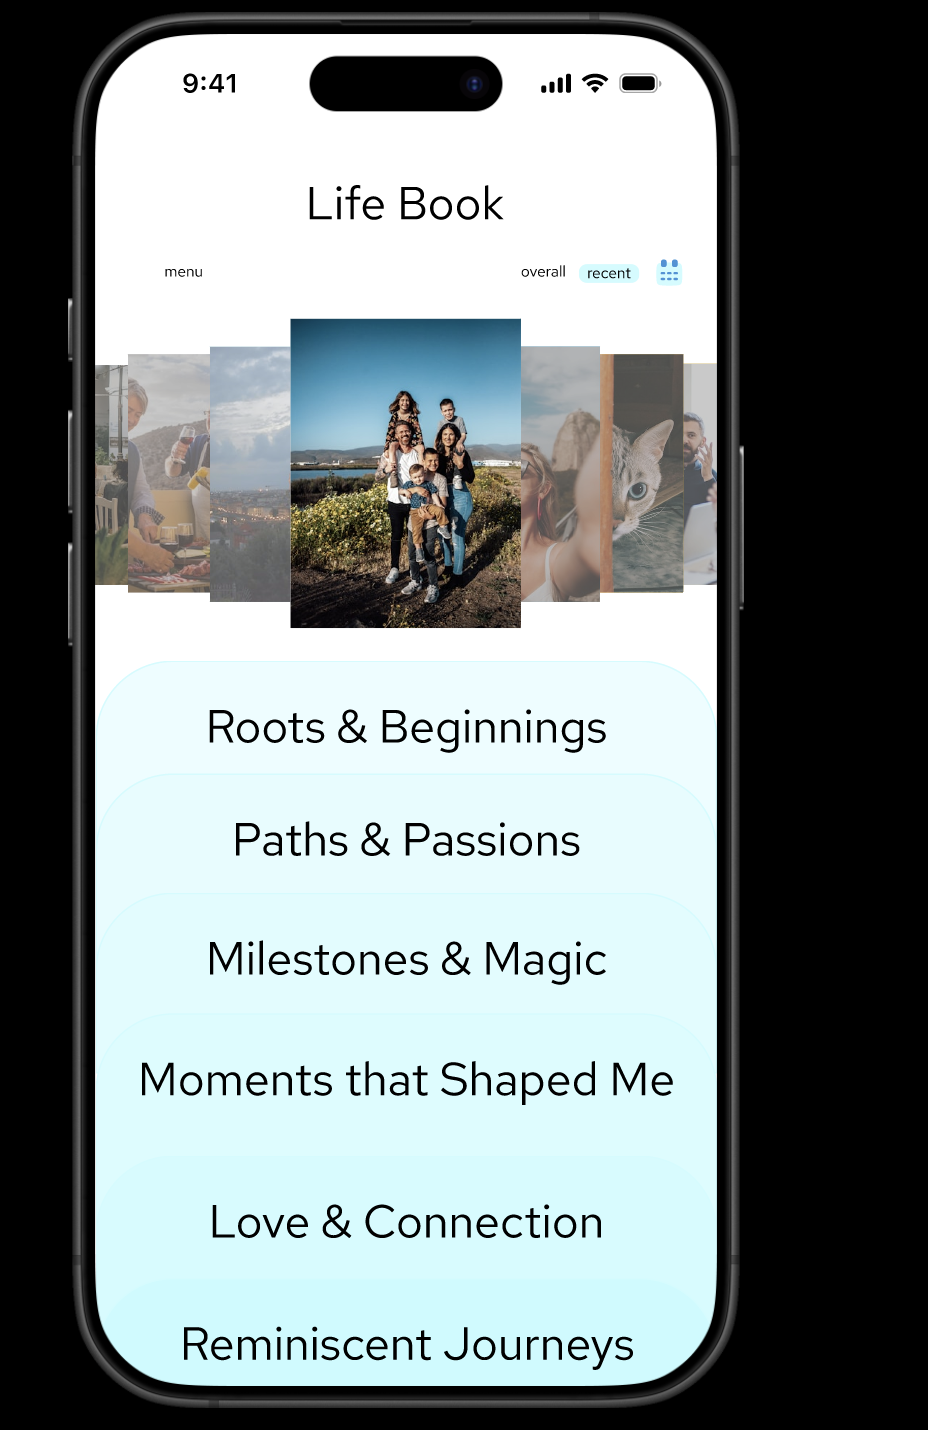 9:41
Life Book
menu overall recent
Roots & Beginnings
Paths & Passions
Milestones & Magic
Moments that Shaped Me
Love & Connection
Reminiscent Journeys